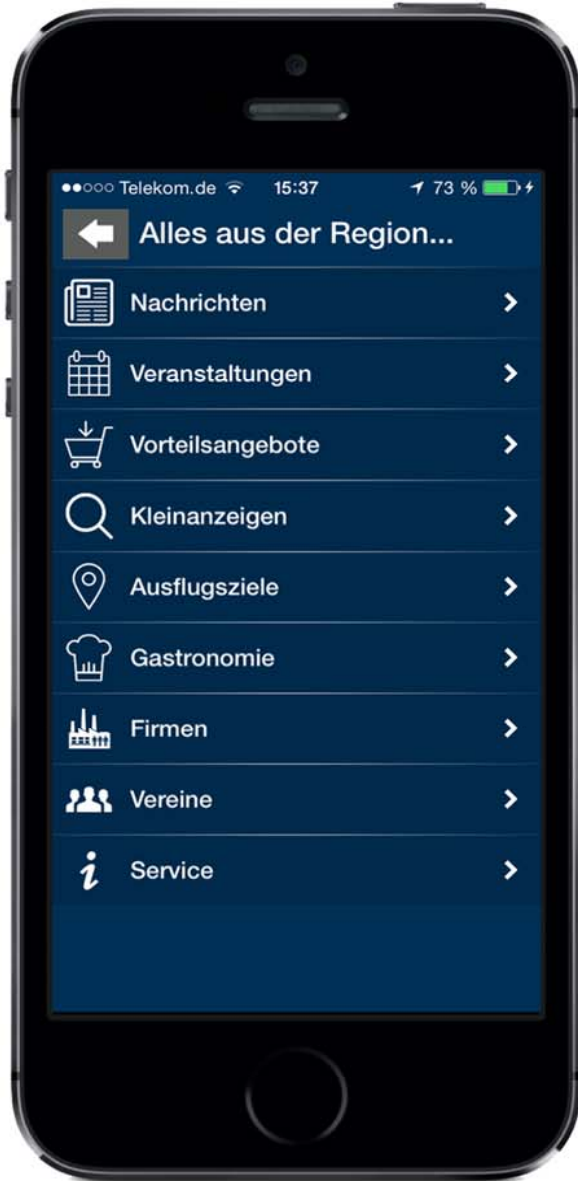 Telekom.de 15:37 73 %
Alles aus der Region...
Nachrichten
Veranstaltungen
Vorteilsangebote
Kleinanzeigen
Ausflugsziele
Gastronomie
Firmen
Vereine
Service